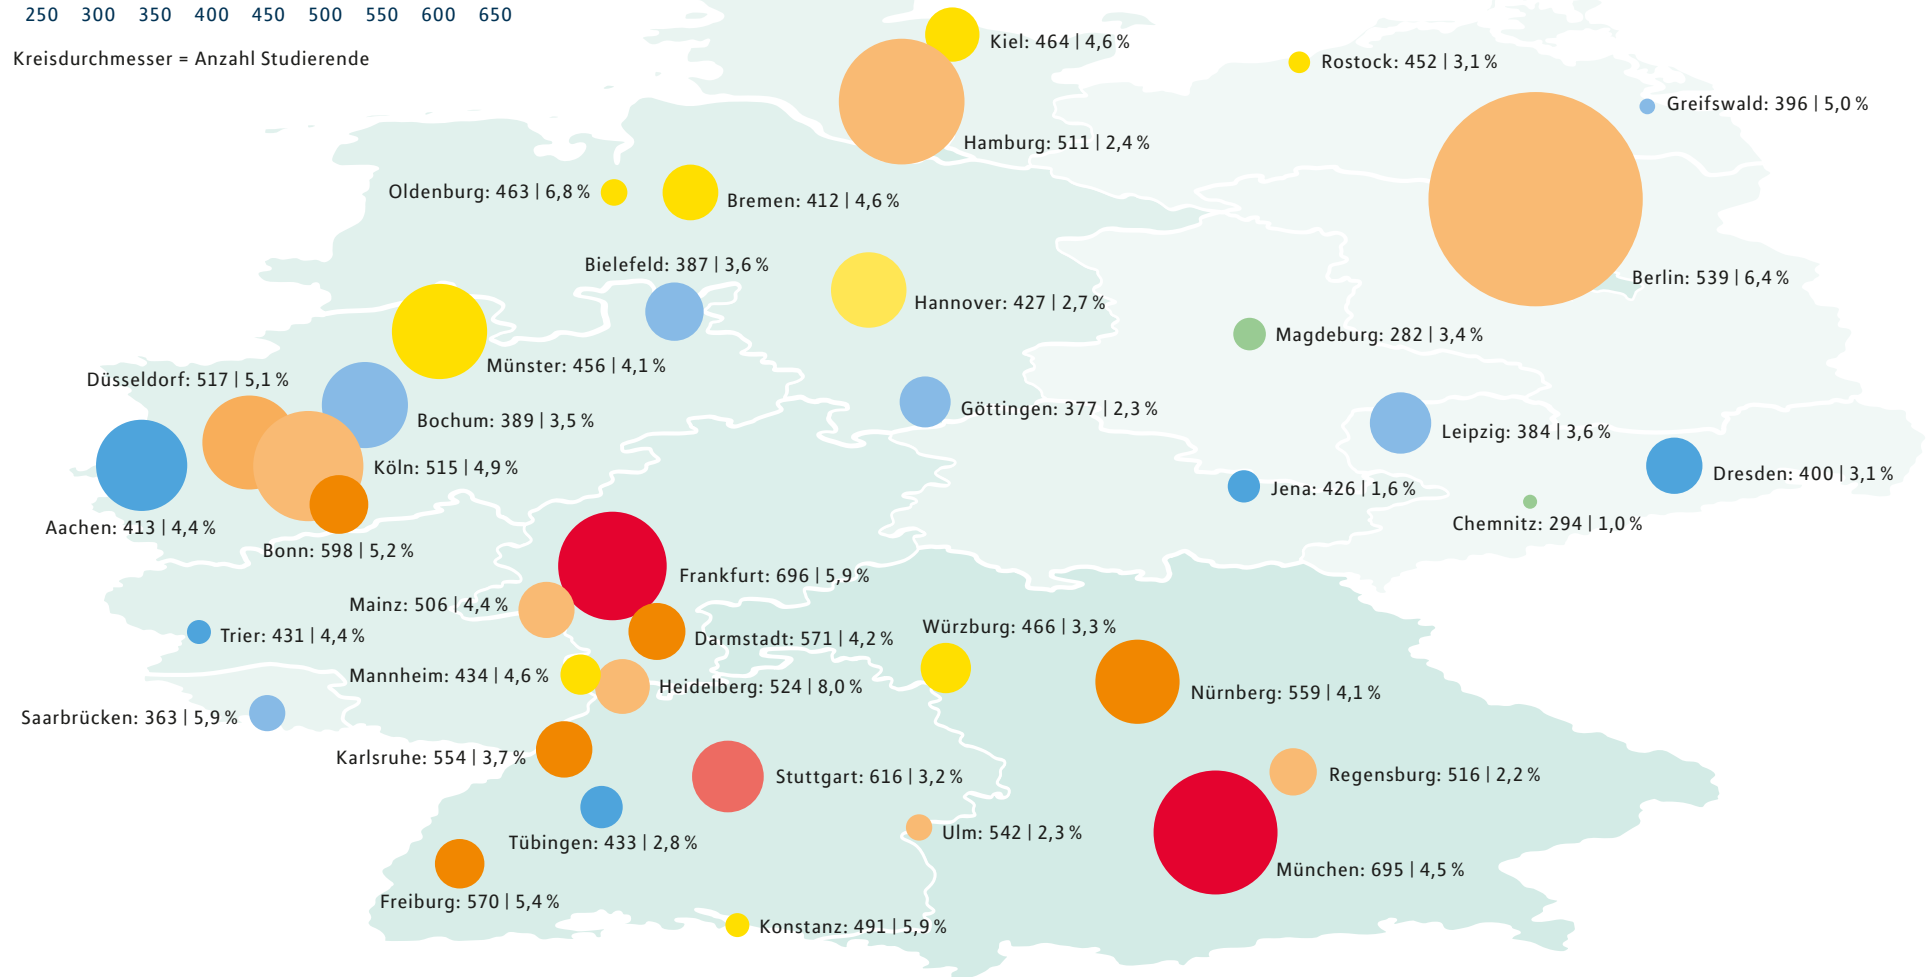 250 300 350 400 450 500 550 600 650
Kreisdurchmesser = Anzahl Studierende
Kiel: 464 | 4,6 %
Rostock: 452 | 3,1 %
Greifswald: 396 | 5,0 %
Hamburg: 511 | 2,4 %
Oldenburg: 463 | 6,8 %
Bremen: 412 | 4,6 %
Bielefeld: 387 | 3,6 %
Berlin: 539 | 6,4 %
Hannover: 427 | 2,7 %
Magdeburg: 282 | 3,4 %
Münster: 456 | 4,1 %
Düsseldorf: 517 | 5,1 %
Göttingen: 377 | 2,3 %
Bochum: 389 | 3,5 %
Leipzig: 384 | 3,6 %
Köln: 515 | 4,9 %
Dresden: 400 | 3,1 %
Jena: 426 | 1,6 %
Aachen: 413 | 4,4 %
Chemnitz: 294 | 1,0 %
Bonn: 598 | 5,2 %
Frankfurt: 696 | 5,9 %
Mainz: 506 | 4,4 %
Trier: 431 | 4,4 %
Darmstadt: 571 | 4,2 %
Würzburg: 466 | 3,3 %
Mannheim: 434 | 4,6 %
Heidelberg: 524 | 8,0 %
Nürnberg: 559 | 4,1 %
Saarbrücken: 363 | 5,9 %
Karlsruhe: 554 | 3,7 %
Stuttgart: 616 | 3,2 %
Regensburg: 516 | 2,2 %
Ulm: 542 | 2,3 %
Tübingen: 433 | 2,8 %
München: 695 | 4,5 %
Freiburg: 570 | 5,4 %
Konstanz: 491 | 5,9 %